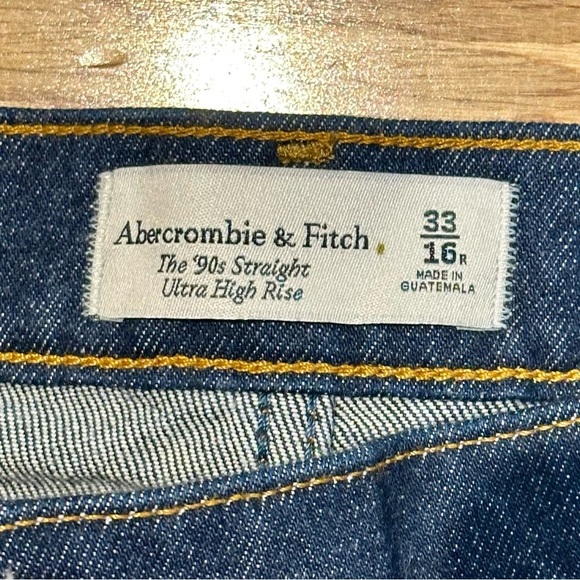 Abercrombie & Fitch
The '90s Straight
Ultra High Rise
33
16R
MADE IN
GUATEMALA